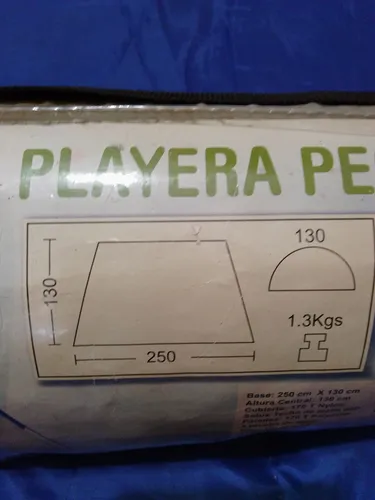 PLAYERA PE
130
130
1.3Kgs
250
Base: 250 cm X 130 cm
Altura Central: 130 cm